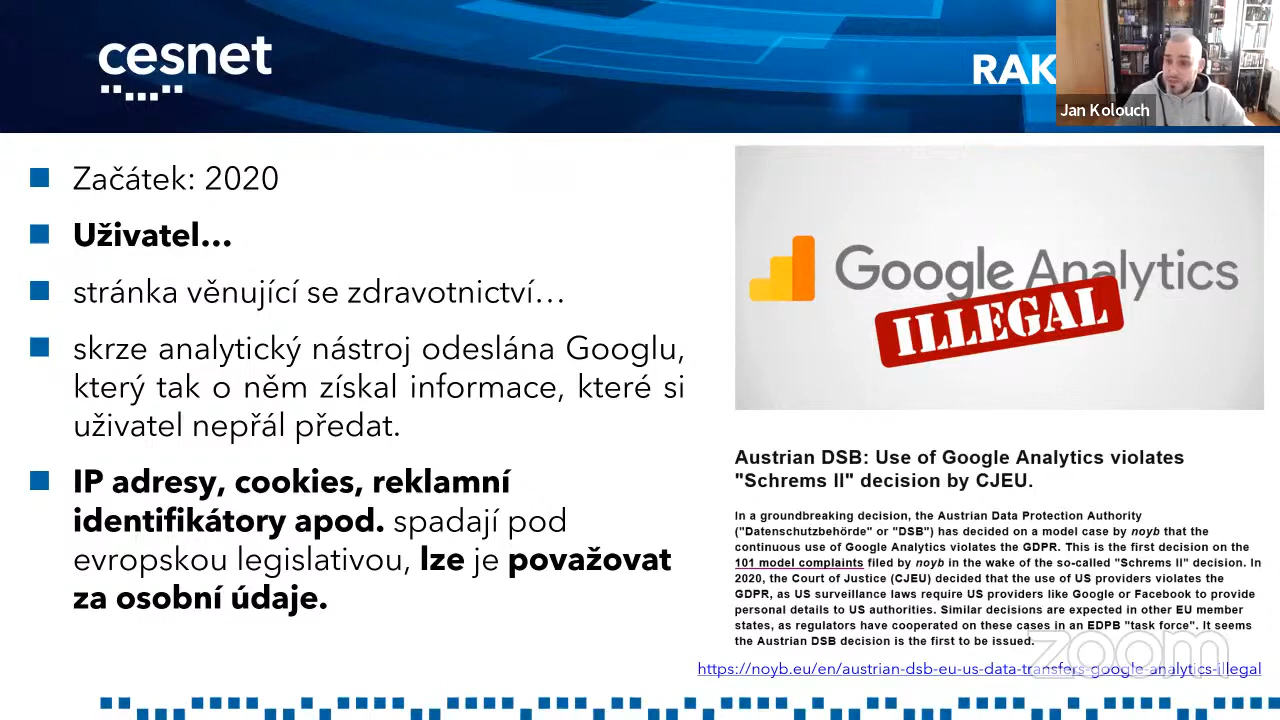 cesnet
RAK
Jan Kolouch
Začátek: 2020
Uživatel...
stránka věnující se zdravotnictví...
skrze analytický nástroj odeslána Googlu,
který tak o něm získal informace, které si
uživatel nepřál předat.
IP adresy, cookies, reklamní
identifikátory apod. spadají pod
evropskou legislativou, lze je považovat
za osobní údaje.
Google Analytics
ILLEGAL
Austrian DSB: Use of Google Analytics violates
"Schrems II" decision by CJEU.
In a groundbreaking decision, the Austrian Data Protection Authority
("Datenschutzbehörde" or "DSB") has decided on a model case by noyb that the
continuous use of Google Analytics violates the GDPR. This is the first decision on the
101 model complaints filed by noyb in the wake of the so-called "Schrems II" decision. In
2020, the Court of Justice (CJEU) decided that the use of US providers violates the
GDPR, as US surveillance laws require US providers like Google or Facebook to provide
personal details to US authorities. Similar decisions are expected in other EU member
states, as regulators have cooperated on these cases in an EDPB "task force". It seems
the Austrian DSB decision is the first to be issued.
zoom
https://noyb.eu/en/austrian-dsb-eu-us-data-transfers-google-analytics-illegal